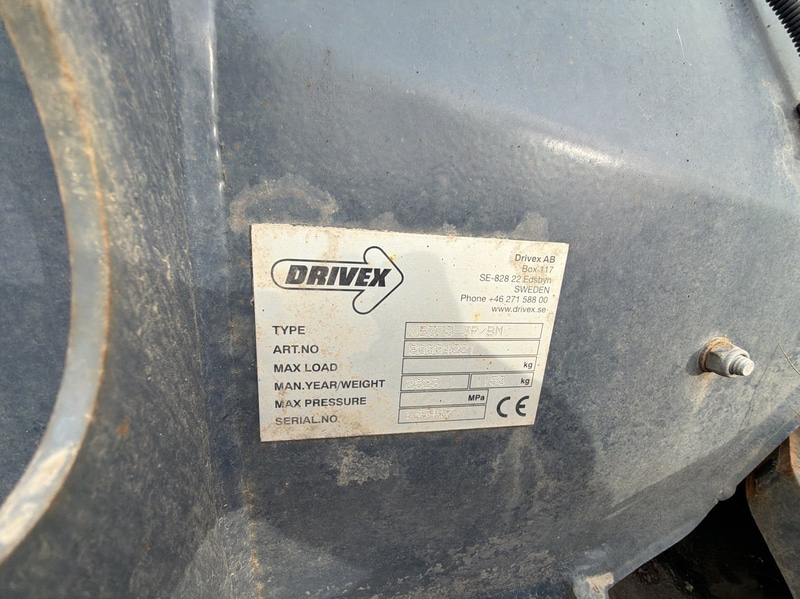 DRIVEX
Drivex AB
Box 117
SE-828 22 Edsbyn
SWEDEN
Phone +46 271 588 00
www.drivex.se
TYPE
ART.NO
MAX LOAD kg
MAN.YEAR/WEIGHT kg
MAX PRESSURE MPa
SERIAL.NO
CE